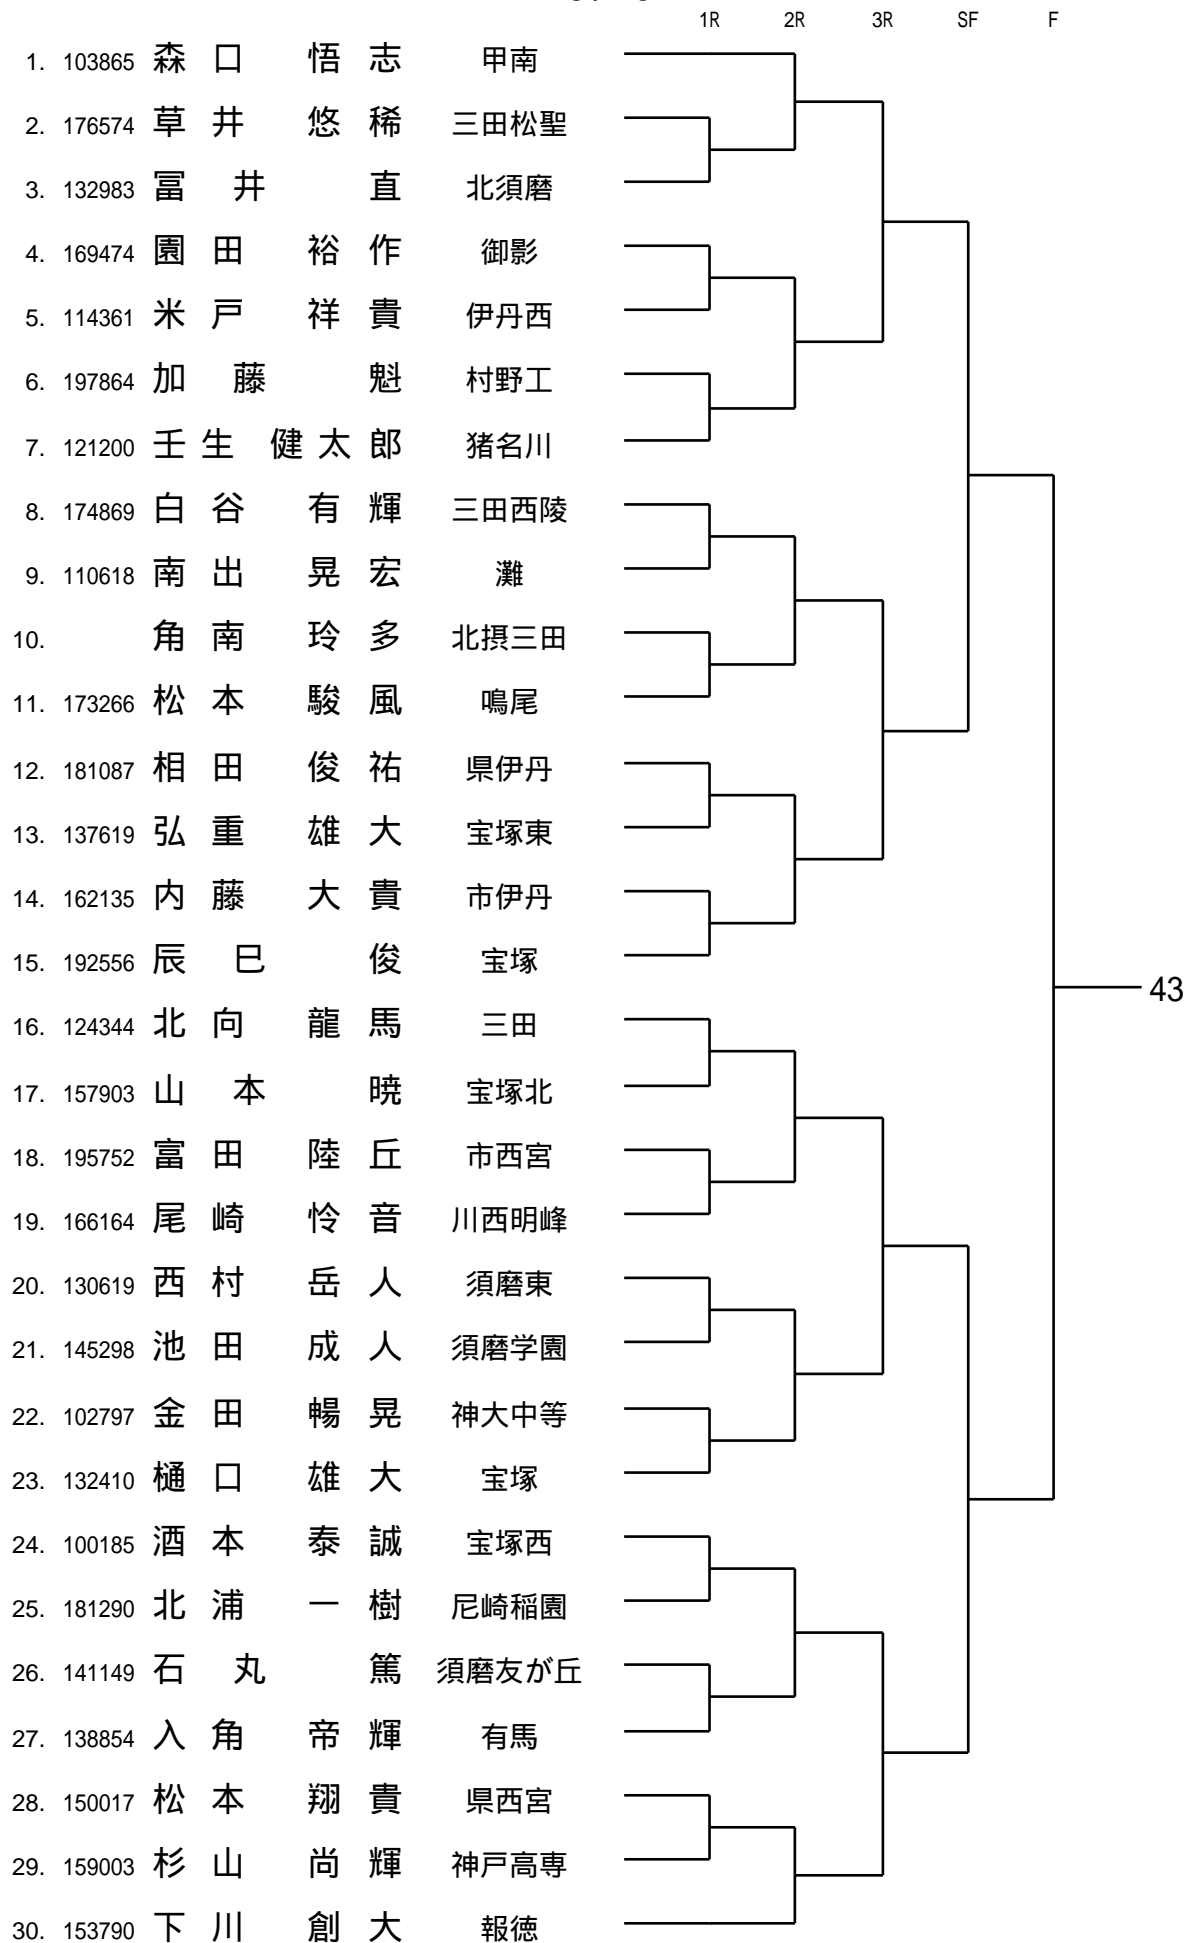 1R 2R 3R SF F
1. 103865 森口 悟志 甲南
2. 176574 草井 悠稀 三田松聖
3. 132983 冨井 直 北須磨
4. 169474 園田 裕作 御影
5. 114361 米戸 祥貴 伊丹西
6. 197864 加藤 魁 村野工
7. 121200 壬生 健太郎 猪名川
8. 174869 白谷 有輝 三田西陵
9. 110618 南出 晃宏 灘
10. 角南 玲多 北摂三田
11. 173266 松本 駿風 鳴尾
12. 181087 相田 俊祐 県伊丹
13. 137619 弘重 雄大 宝塚東
14. 162135 内藤 大貴 市伊丹
15. 192556 辰巳 俊 宝塚
43
16. 124344 北向 龍馬 三田
17. 157903 山本 暁 宝塚北
18. 195752 富田 陸丘 市西宮
19. 166164 尾崎 怜音 川西明峰
20. 130619 西村 岳人 須磨東
21. 145298 池田 成人 須磨学園
22. 102797 金田 暢晃 神大中等
23. 132410 樋口 雄大 宝塚
24. 100185 酒本 泰誠 宝塚西
25. 181290 北浦 一樹 尼崎稲園
26. 141149 石丸 篤 須磨友が丘
27. 138854 入角 帝輝 有馬
28. 150017 松本 翔貴 県西宮
29. 159003 杉山 尚輝 神戸高専
30. 153790 下川 創大 報徳